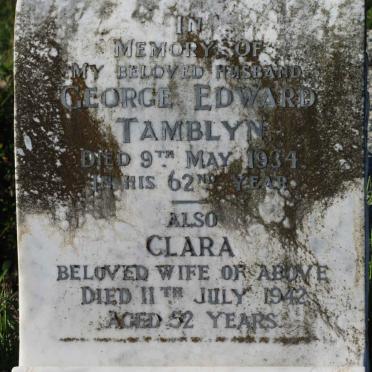 IN
MEMORY OF
MY BELOVED HUSBAND
GEORGE EDWARD
TAMBLYN
DIED 9TH MAY 1934
IN HIS 62ND YEAR
ALSO
CLARA
BELOVED WIFE OF ABOVE
DIED 11TH JULY 1942
AGED 52 YEARS